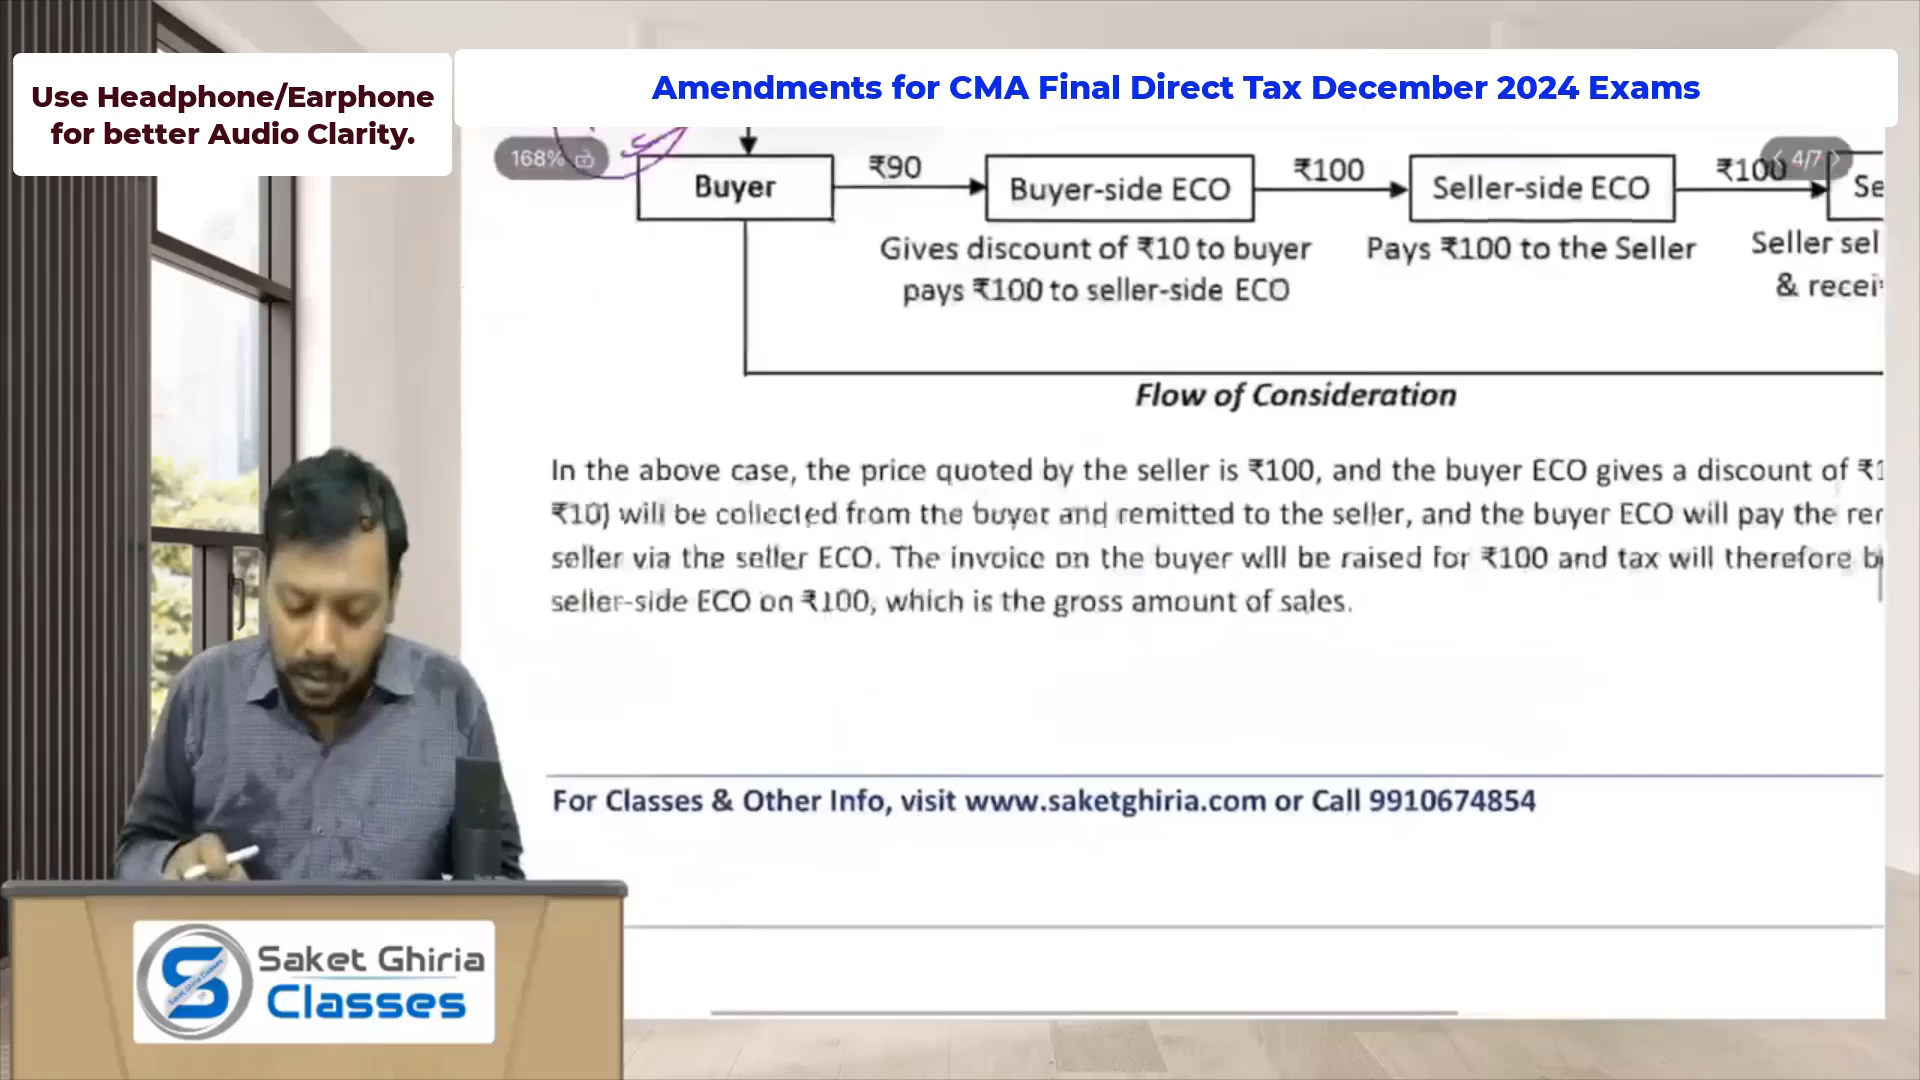 Use Headphone/Earphone
for better Audio Clarity.
Amendments for CMA Final Direct Tax December 2024 Exams
168%
4/7
Buyer
₹90
Buyer-side ECO
₹100
Seller-side ECO
₹100
Se
Gives discount of ₹10 to buyer
pays ₹100 to seller-side ECO
Pays ₹100 to the Seller
Seller sel
& recei
Flow of Consideration
In the above case, the price quoted by the seller is ₹100, and the buyer ECO gives a discount of ₹1
₹10) will be collected from the buyer and remitted to the seller, and the buyer ECO will pay the rer
seller via the seller ECO. The invoice on the buyer will be raised for ₹100 and tax will therefore b
seller-side ECO on ₹100, which is the gross amount of sales.
For Classes & Other Info, visit www.saketghiria.com or Call 9910674854
Saket Ghiria
Classes